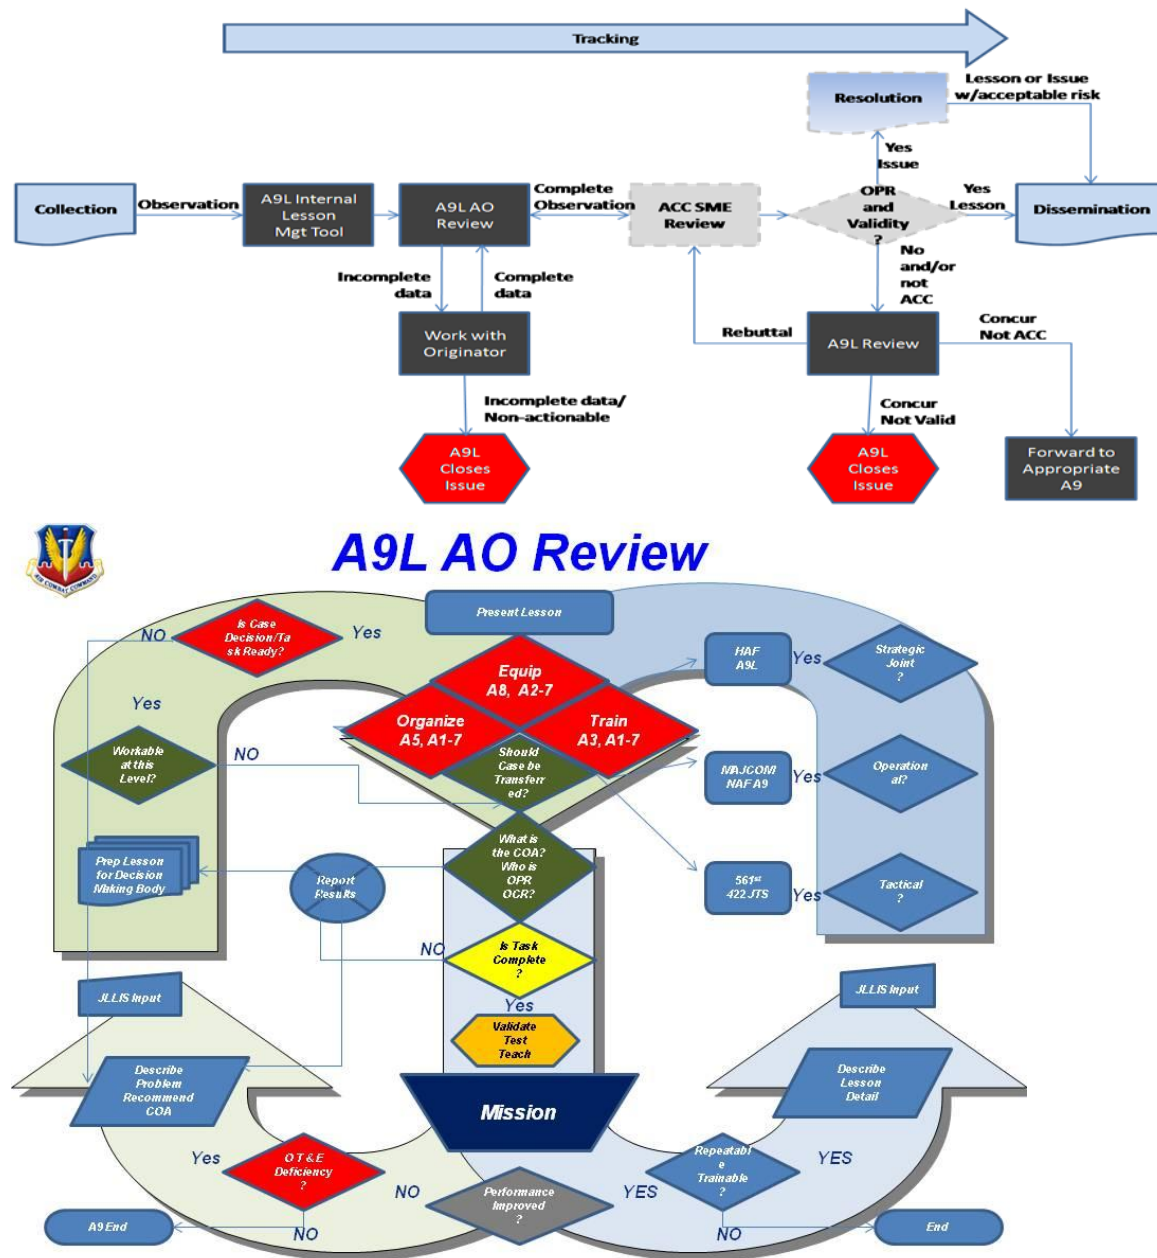 Tracking
Lesson or Issue
w/acceptable risk
Resolution
Yes
Issue
Collection
Observation
A9L Internal
Lesson
Mgt Tool
A9L AO
Review
Complete
Observation
ACC SME
Review
OPR
and
Validity
?
Yes
Lesson
Dissemination
Incomplete
data
Complete
data
No
and/or
not
ACC
Work with
Originator
Rebuttal
A9L Review
Concur
Not ACC
Incomplete data/
Non-actionable
Concur
Not Valid
A9L
Closes
Issue
A9L
Closes
Issue
Forward to
Appropriate
A9
AIR COMBAT COMMAND
A9L AO Review
Present Lesson
NO
Is Case
Decision/Ta
sk Ready?
Yes
Equip
A8, A2-7
HAF
A9L
Yes
Strategic
Joint
?
Yes
Organize
A5, A1-7
Train
A3, A1-7
Workable
at this
Level?
NO
Should
Case be
Transferr
ed?
MAJCOM/
NAF A9
Yes
Operation
al?
Prep Lesson
for Decision
Making Body
Report
Results
What is
the COA?
Who is
OPR
OCR?
561st
422 JTS
Yes
Tactical
?
NO
Is Task
Complete
?
JLLIS Input
JLLIS Input
Yes
Validate
Test
Teach
Describe
Problem
Recommend
COA
Describe
Lesson
Detail
Mission
Yes
OT & E
Deficiency
?
NO
Performance
Improved
?
YES
Repeatabl
e
Trainable
?
YES
A9 End
NO
NO
End